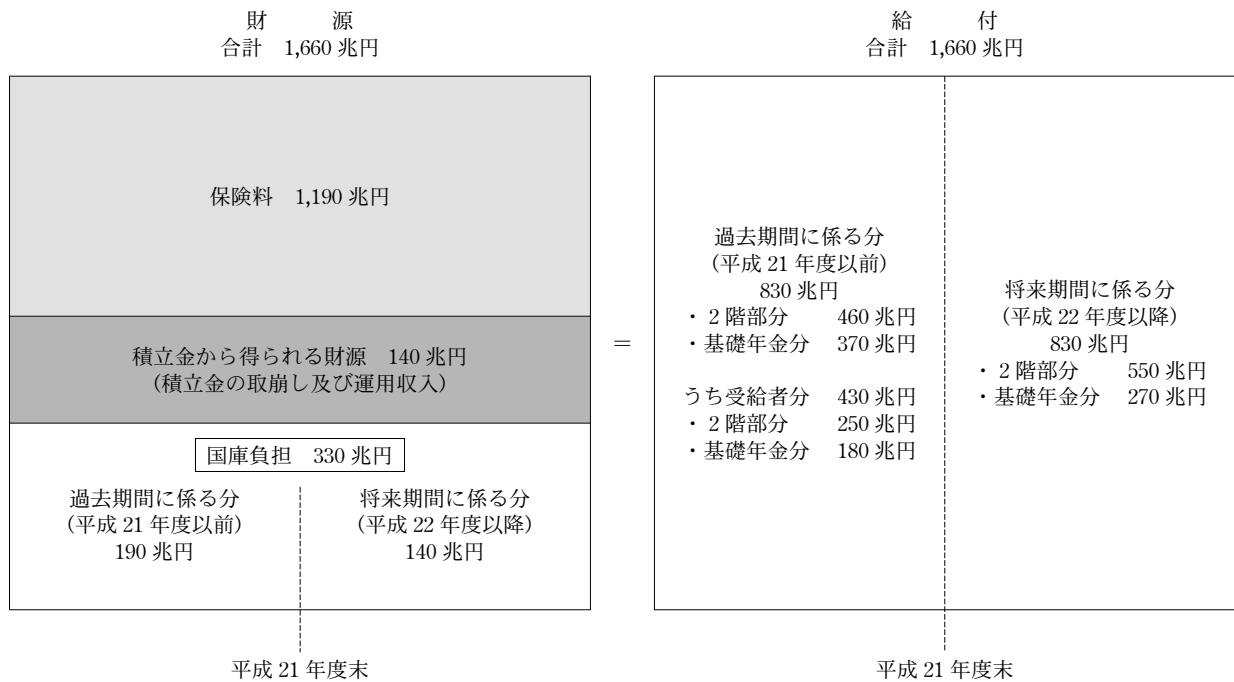 財 源
合計 1,660 兆円
保険料 1,190 兆円
積立金から得られる財源 140 兆円
(積立金の取崩し及び運用収入)
国庫負担 330 兆円
過去期間に係る分
(平成 21 年度以前)
190 兆円
将来期間に係る分
(平成 22 年度以降)
140 兆円
平成 21 年度末
=
給 付
合計 1,660 兆円
過去期間に係る分
(平成 21 年度以前)
830 兆円
・ 2 階部分 460 兆円
・基礎年金分 370 兆円
うち受給者分 430 兆円
・ 2 階部分 250 兆円
・基礎年金分 180 兆円
将来期間に係る分
(平成 22 年度以降)
830 兆円
・ 2 階部分 550 兆円
・基礎年金分 270 兆円
平成 21 年度末